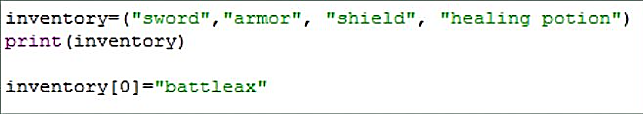 inventory=("sword","armor", "shield", "healing potion")
print(inventory)
inventory[0]="battleax"